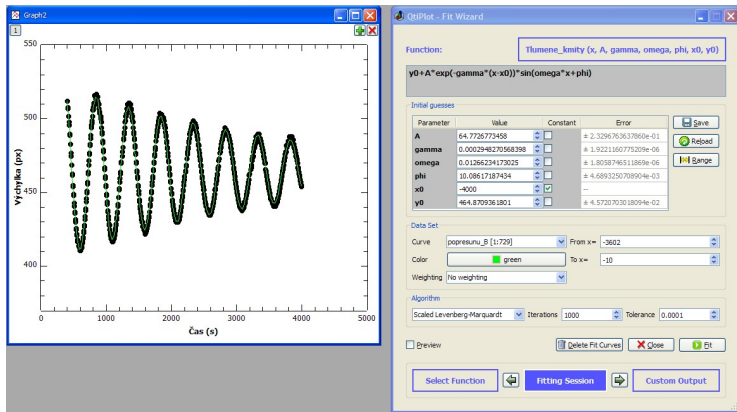 Graph2
1
550
500
450
400
Výchylka (px)
0 1000 2000 3000 4000 5000
Čas (s)
QtiPlot - Fit Wizard
Function:
Tlumene_kmity (x, A, gamma, omega, phi, x0, y0)
y0+A*exp(-gamma*(x-x0))*sin(omega*x+phi)
Initial guesses
Parameter Value Constant Error
A 64.7726773458 ± 2.3296763637860e-01
gamma 0.0002948270568398 ± 1.9221160775209e-06
omega 0.01266234173025 ± 1.8058746511869e-06
phi 10.08617187434 ± 4.6893250708904e-03
x0 -4000 --
y0 464.8709361801 ± 4.5720703018094e-02
Save
Reload
Range
Data Set
Curve popresunu_B [1:729] From x= -3602
Color green To x= -10
Weighting No weighting
Algorithm
Scaled Levenberg-Marquardt Iterations 1000 Tolerance 0.0001
Preview Delete Fit Curves Close Fit
Select Function Fitting Session Custom Output